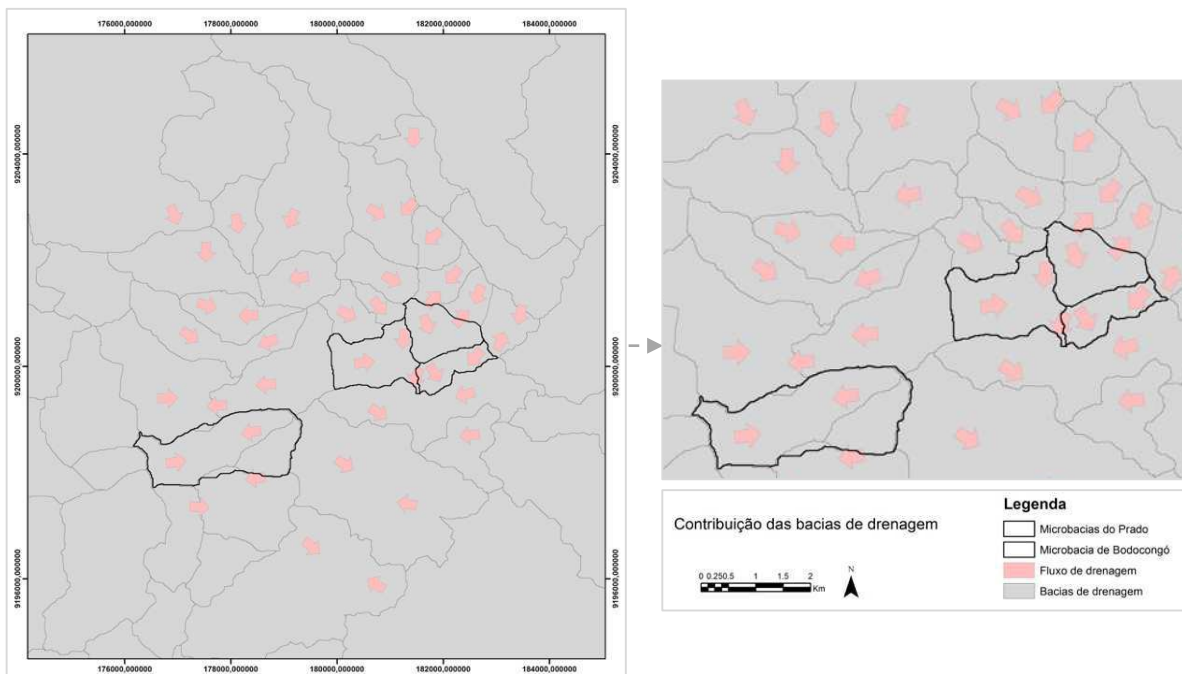 176000,000000 178000,000000 180000,000000 182000,000000 184000,000000
9204000,000000
9204000,000000
9200000,000000
9200000,000000
9196000,000000
9196000,000000
176000,000000 178000,000000 180000,000000 182000,000000 184000,000000
Contribuição das bacias de drenagem
0 0.250.5 1 1.5 2
Km
N
Legenda
Microbacias do Prado
Microbacia de Bodocongó
Fluxo de drenagem
Bacias de drenagem